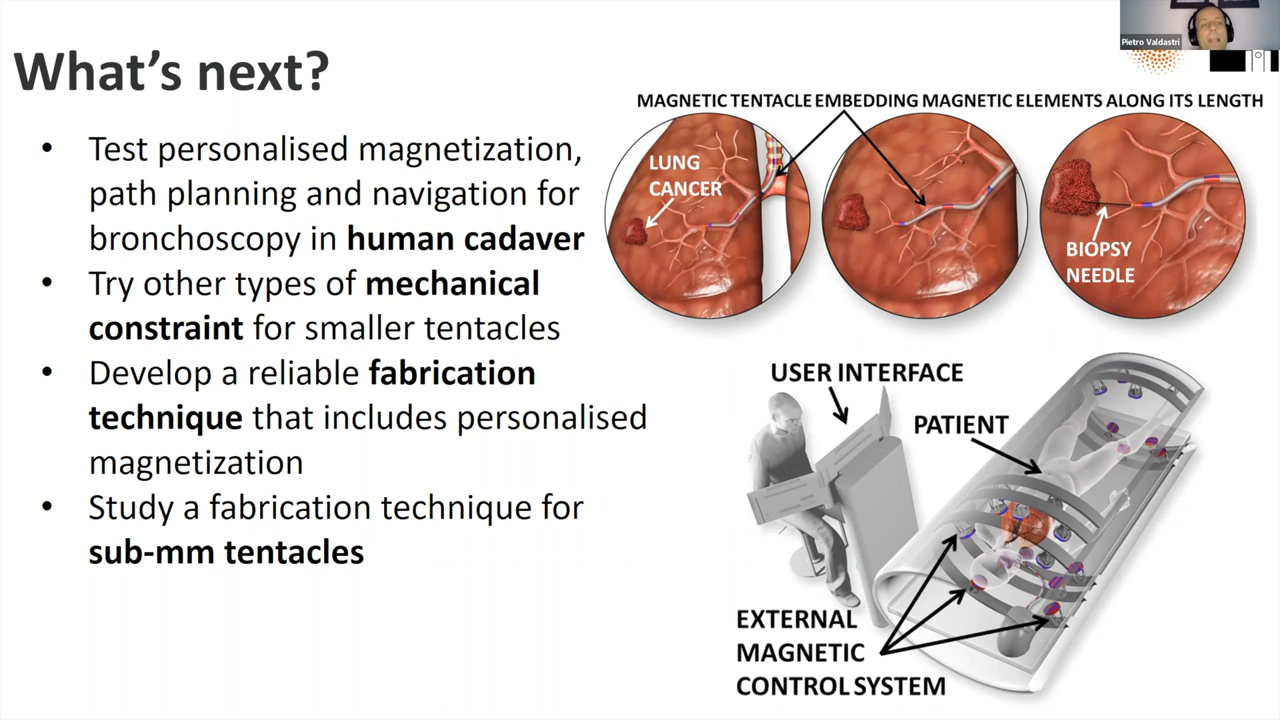 Pietro Valdastri
What's next?
MAGNETIC TENTACLE EMBEDDING MAGNETIC ELEMENTS ALONG ITS LENGTH
• Test personalised magnetization,
path planning and navigation for
bronchoscopy in human cadaver
• Try other types of mechanical
constraint for smaller tentacles
• Develop a reliable fabrication
technique that includes personalised
magnetization
• Study a fabrication technique for
sub-mm tentacles
LUNG
CANCER
BIOPSY
NEEDLE
USER INTERFACE
PATIENT
EXTERNAL
MAGNETIC
CONTROL SYSTEM